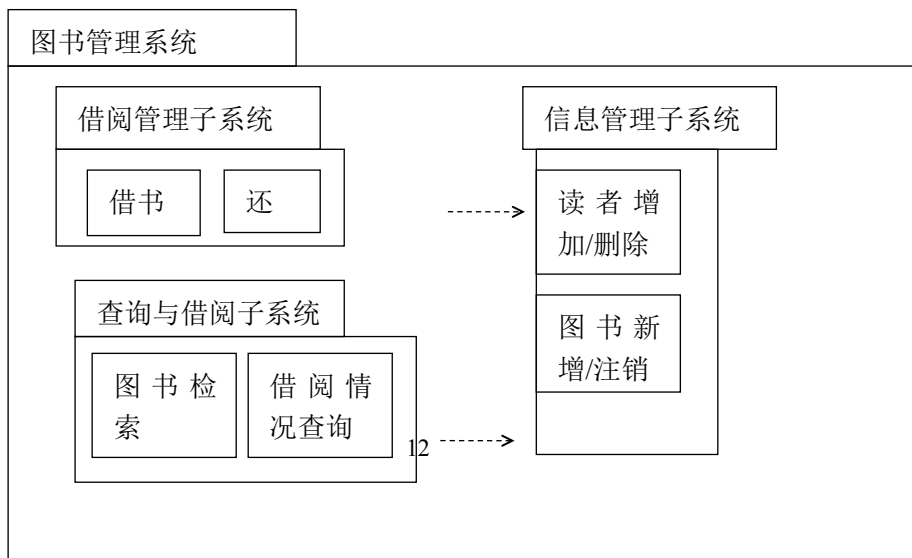 图书管理系统
借阅管理子系统
信息管理子系统
借书
还
读者增
加/删除
查询与借阅子系统
图书检
索
借阅情
况查询
图书新
增/注销
12